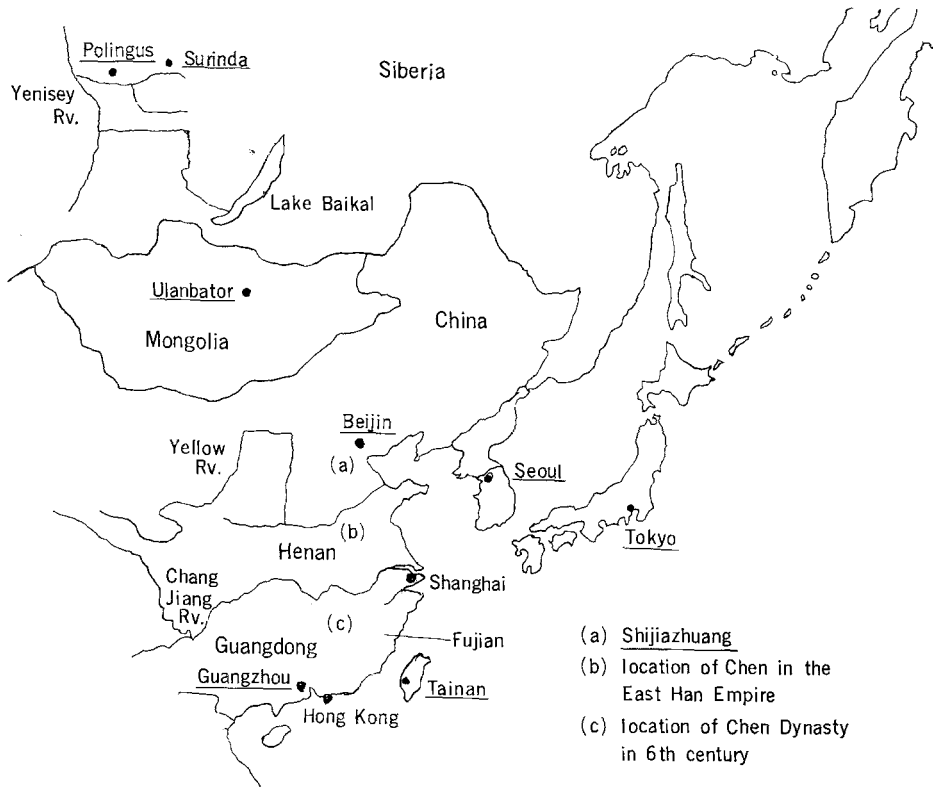 Polingus
Surinda
Siberia
Yenisey
Rv.
Lake Baikal
Ulanbator
Mongolia
China
Beijin
Yellow
Rv.
(a)
Seoul
(b)
Henan
Tokyo
Chang
Jiang
Rv.
Shanghai
(c)
Fujian
Guangdong
Guangzhou
Tainan
Hong Kong
(a) Shijiazhuang
(b) location of Chen in the
East Han Empire
(c) location of Chen Dynasty
in 6th century